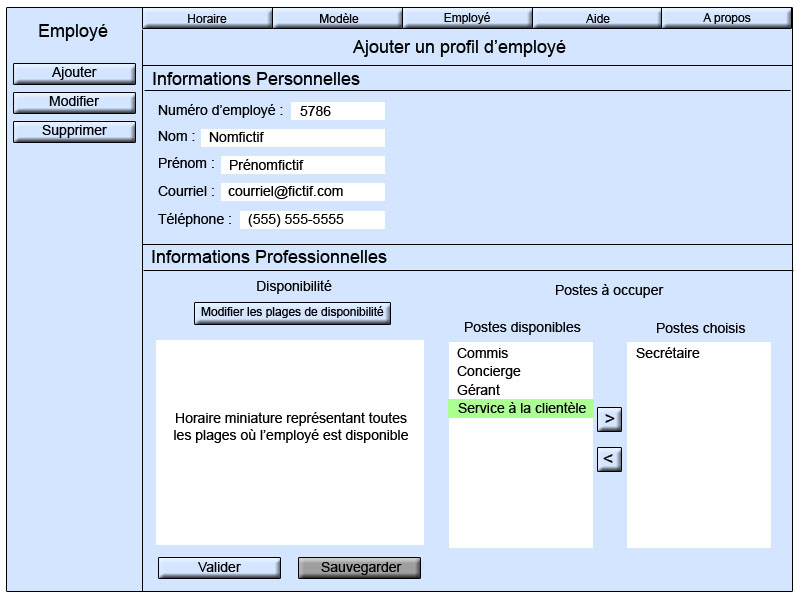 Employé
Horaire
Modèle
Employé
Aide
A propos
Ajouter
Modifier
Supprimer
Ajouter un profil d'employé
Informations Personnelles
Numéro d'employé : 5786
Nom : Nomfictif
Prénom : Prénomfictif
Courriel : courriel@fictif.com
Téléphone : (555) 555-5555
Informations Professionnelles
Disponibilité
Modifier les plages de disponibilité
Horaire miniature représentant toutes
les plages où l'employé est disponible
Postes à occuper
Postes disponibles
Commis
Concierge
Gérant
Service à la clientèle
>
<
Postes choisis
Secrétaire
Valider
Sauvegarder